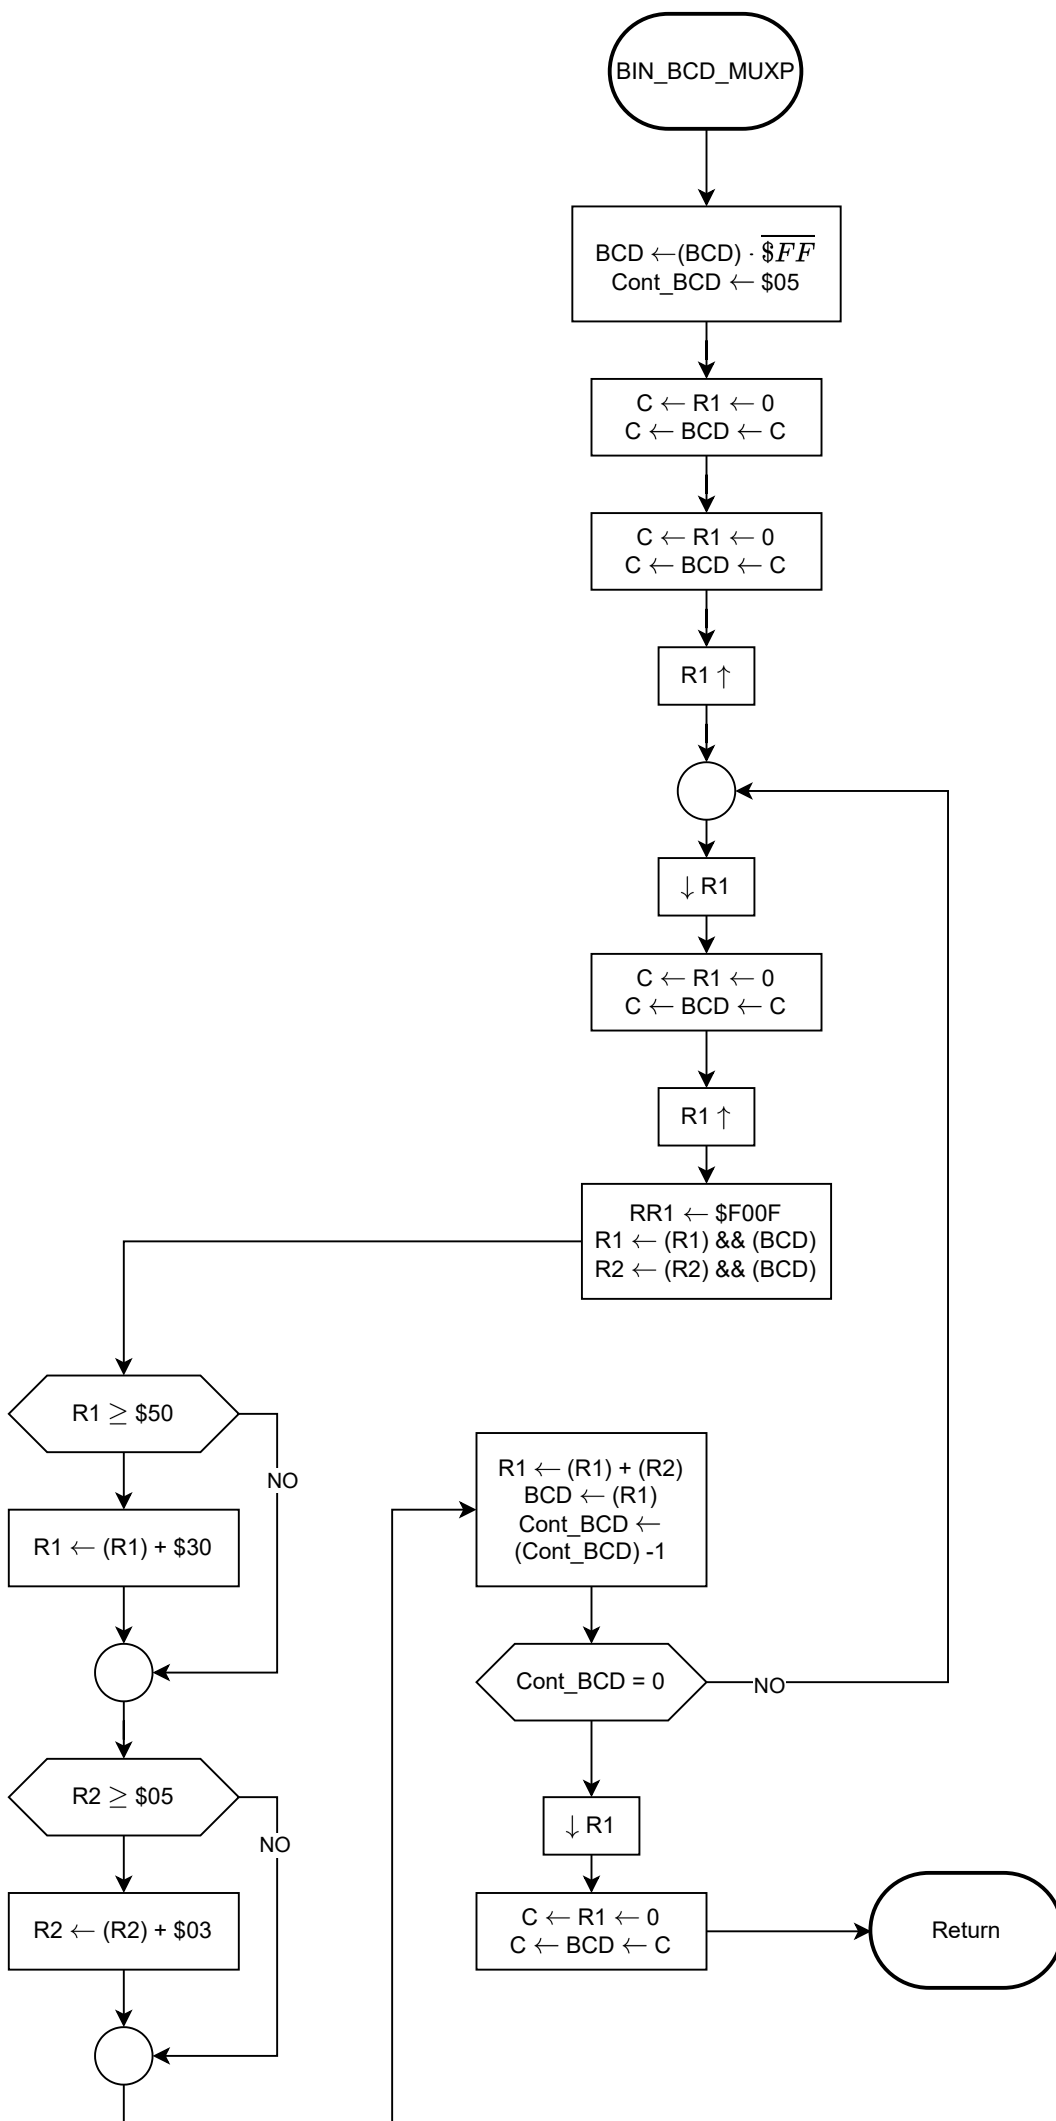 BIN_BCD_MUXP
BCD ←(BCD) · $\overline{\$FF}$
Cont_BCD ← $05
C ← R1 ← 0
C ← BCD ← C
C ← R1 ← 0
C ← BCD ← C
R1 ↑
↓ R1
C ← R1 ← 0
C ← BCD ← C
R1 ↑
RR1 ← $F00F
R1 ← (R1) && (BCD)
R2 ← (R2) && (BCD)
R1 ≥ $50
NO
R1 ← (R1) + $30
R2 ≥ $05
NO
R2 ← (R2) + $03
R1 ← (R1) + (R2)
BCD ← (R1)
Cont_BCD ←
(Cont_BCD) -1
Cont_BCD = 0
NO
↓ R1
C ← R1 ← 0
C ← BCD ← C
Return